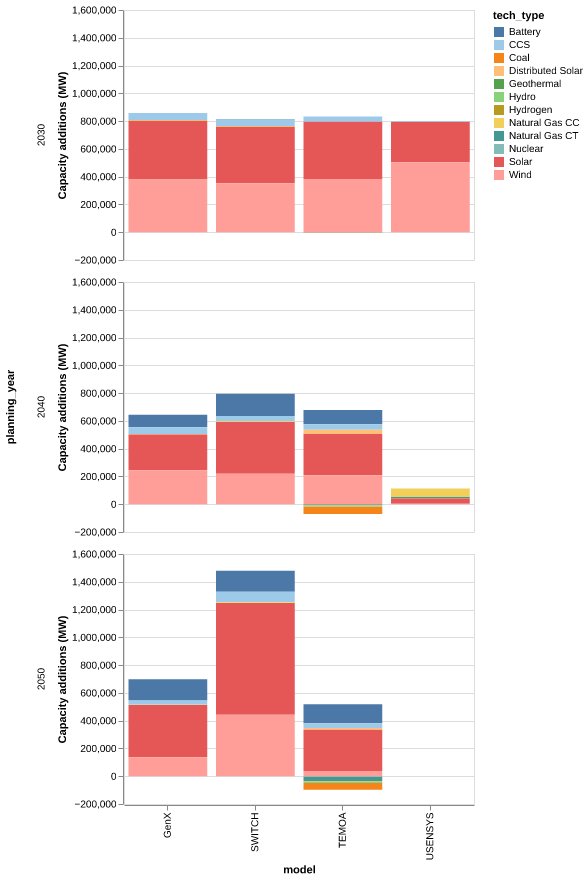 tech_type
Battery
CCS
Coal
Distributed Solar
Geothermal
Hydro
Hydrogen
Natural Gas CC
Natural Gas CT
Nuclear
Solar
Wind
planning_year
2030
Capacity additions (MW)
1,600,000
1,400,000
1,200,000
1,000,000
800,000
600,000
400,000
200,000
0
−200,000
2040
Capacity additions (MW)
1,600,000
1,400,000
1,200,000
1,000,000
800,000
600,000
400,000
200,000
0
−200,000
2050
Capacity additions (MW)
1,600,000
1,400,000
1,200,000
1,000,000
800,000
600,000
400,000
200,000
0
−200,000
GenX
SWITCH
TEMOA
USENSYS
model